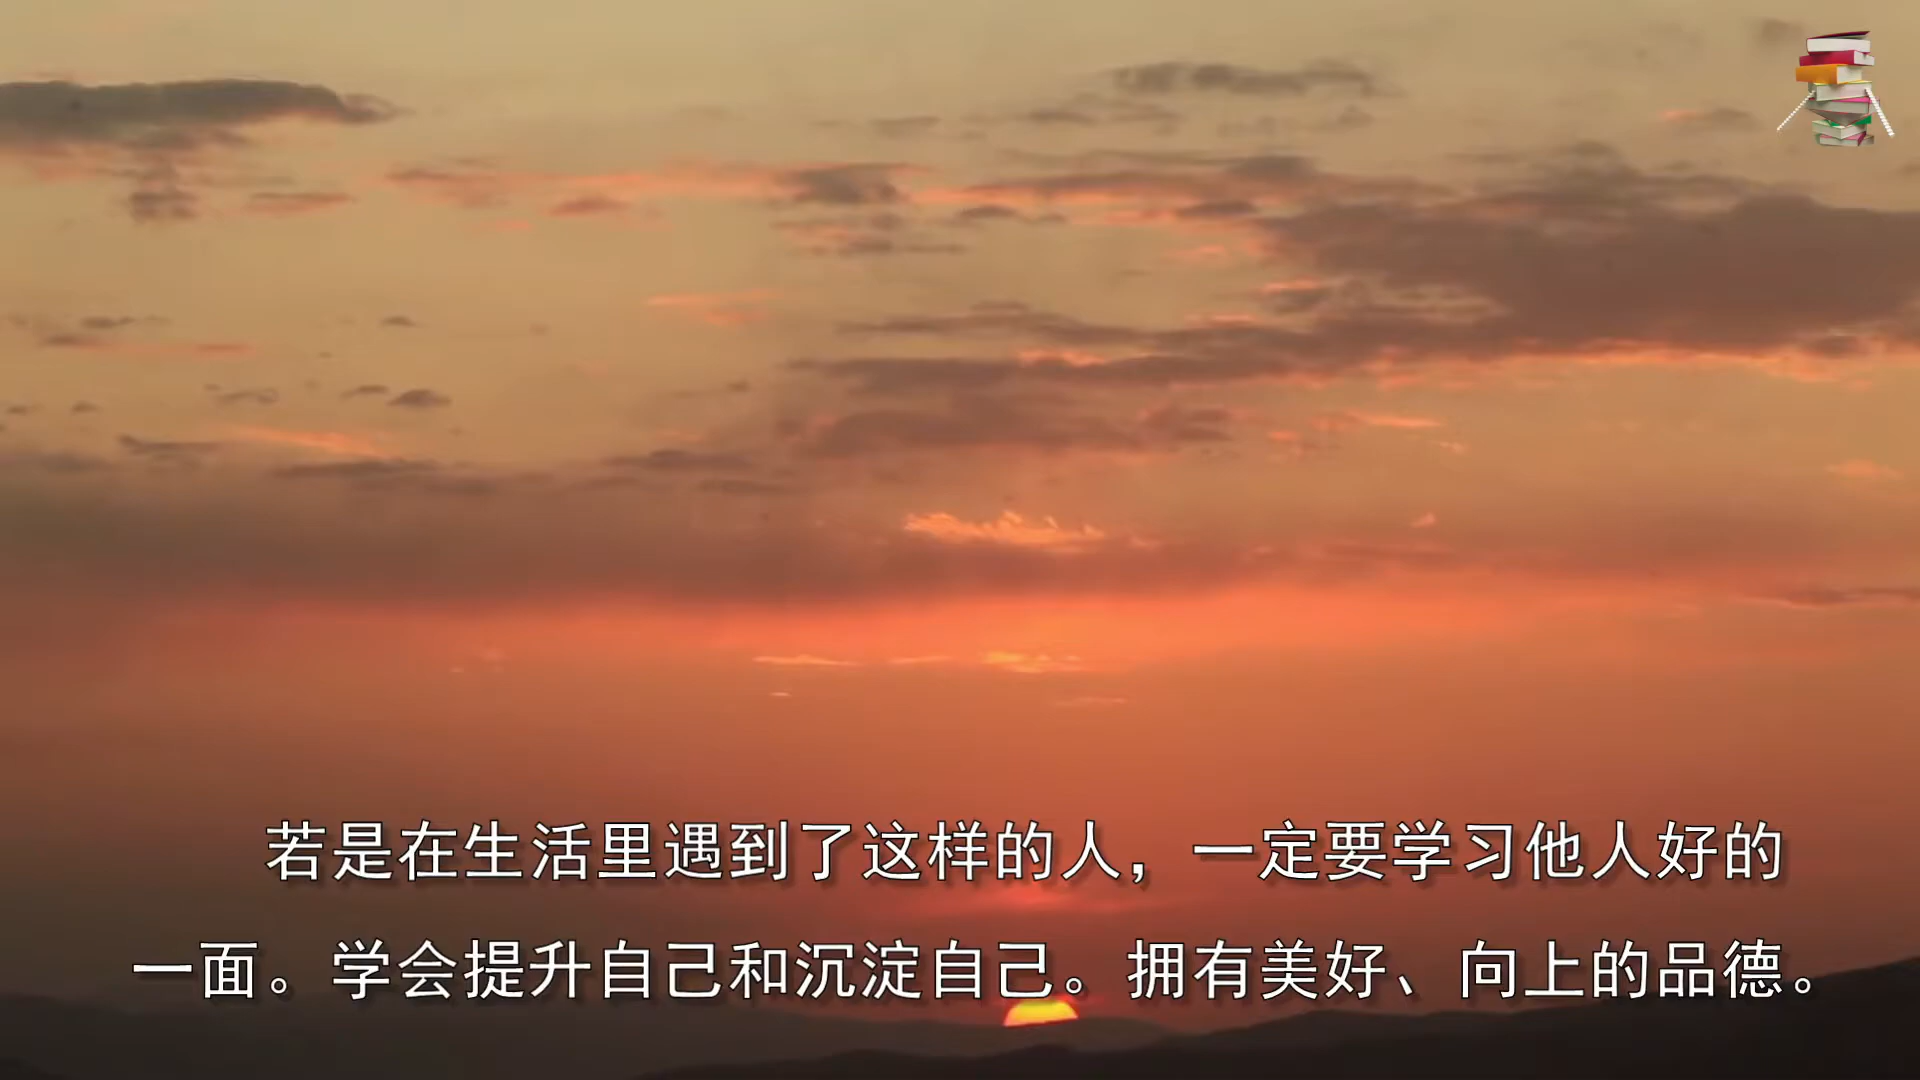 若是在生活里遇到了这样的人，一定要学习他人好的
一面。学会提升自己和沉淀自己。拥有美好、向上的品德。